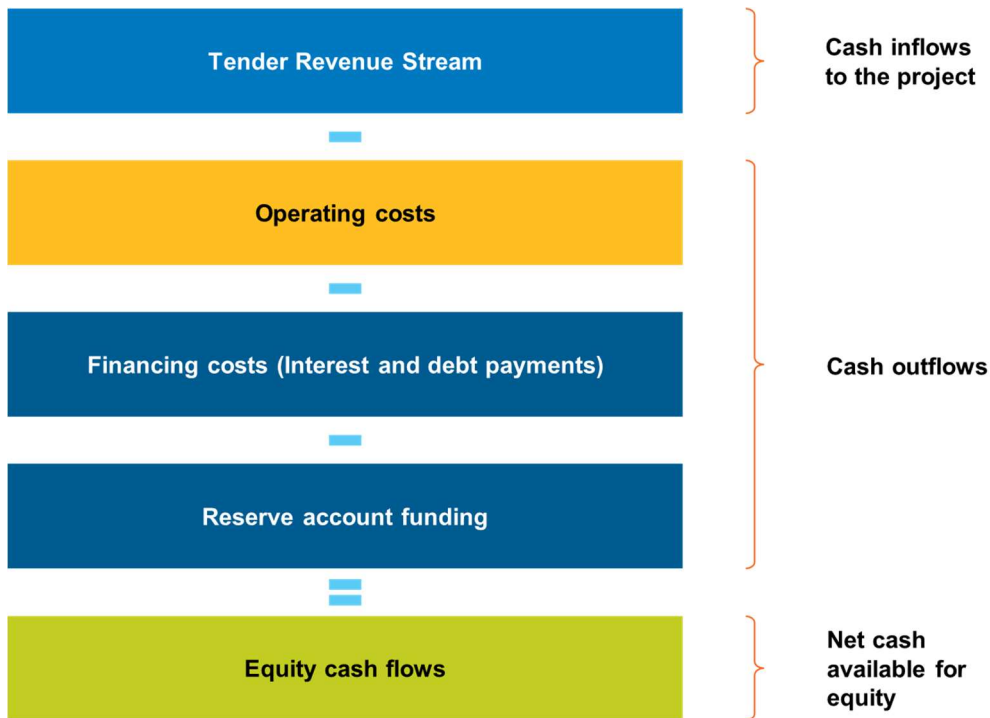 Tender Revenue Stream
Cash inflows
to the project
Operating costs
Financing costs (Interest and debt payments)
Cash outflows
Reserve account funding
Equity cash flows
Net cash
available for
equity